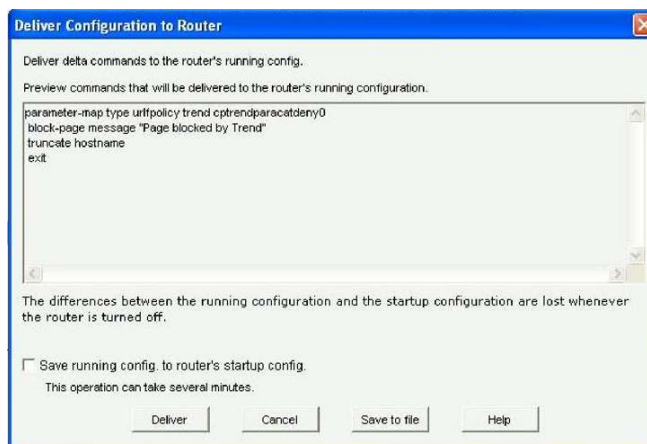 Deliver Configuration to Router
Deliver delta commands to the router's running config.
Preview commands that will be delivered to the router's running configuration.
parameter-map type urlfpolicy trend cptrendparacatdeny0
block-page message "Page blocked by Trend"
truncate hostname
exit
The differences between the running configuration and the startup configuration are lost whenever
the router is turned off.
Save running config. to router's startup config.
This operation can take several minutes.
Deliver Cancel Save to file Help